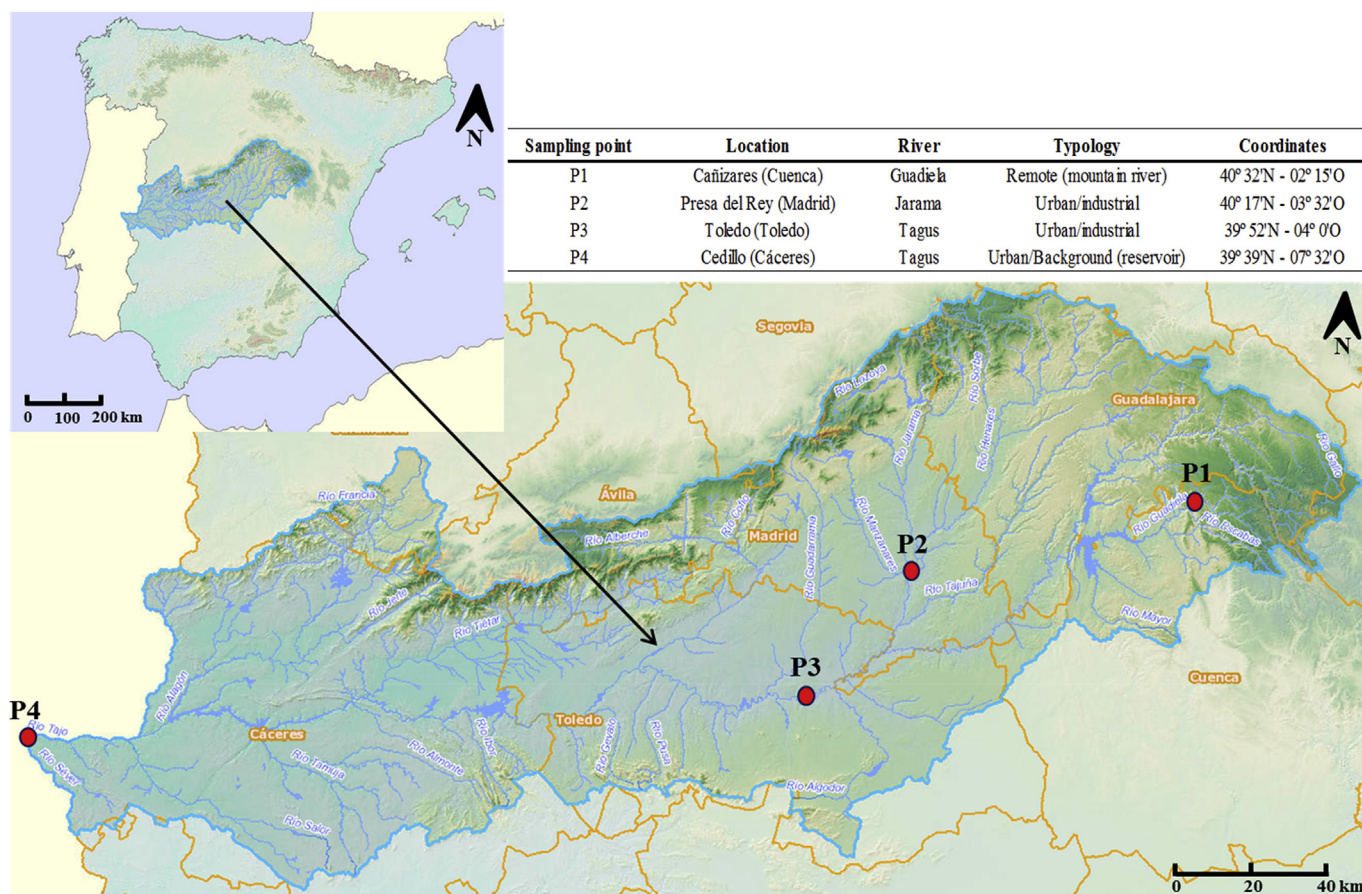 N
0 100 200 km
Sampling point Location River Typology Coordinates
P1 Cañizares (Cuenca) Guadiela Remote (mountain river) 40º 32'N - 02º 15'O
P2 Presa del Rey (Madrid) Jarama Urban/industrial 40º 17'N - 03º 32'O
P3 Toledo (Toledo) Tagus Urban/industrial 39º 52'N - 04º 0'O
P4 Cedillo (Cáceres) Tagus Urban/Background (reservoir) 39º 39'N - 07º 32'O
N
Segovia
Río Lozoya
Río Sorbe
Río Jarama
Río Henares
Guadalajara
Río Gallo
P1
Río Guadiela
Río Escabas
Río Francia
Ávila
Río Cofio
Río Alberche
Madrid
Río Guadarrama
Río Manzanares
P2
Río Tajuña
Río Jerte
Río Tiétar
Río Mayor
Cuenca
P3
P4
Río Tajo
Río Sever
Río Alagón
Cáceres
Río Tamuja
Río Almonte
Río Ibor
Río Salor
Toledo
Río Gévalo
Río Pusa
Río Algodor
0 20 40 km